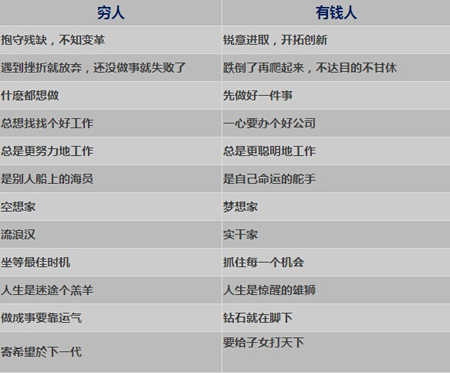 穷人 有钱人
抱守残缺，不知变革 锐意进取，开拓创新
遇到挫折就放弃，还没做事就失败了 跌倒了再爬起来，不达目的不甘休
什麽都想做 先做好一件事
总想找找个好工作 一心要办个好公司
总是更努力地工作 总是更聪明地工作
是别人船上的海员 是自己命运的舵手
空想家 梦想家
流浪汉 实干家
坐等最佳时机 抓住每一个机会
人生是迷途个羔羊 人生是惊醒的雄狮
做成事要靠运气 钻石就在脚下
寄希望於下一代 要给子女打天下